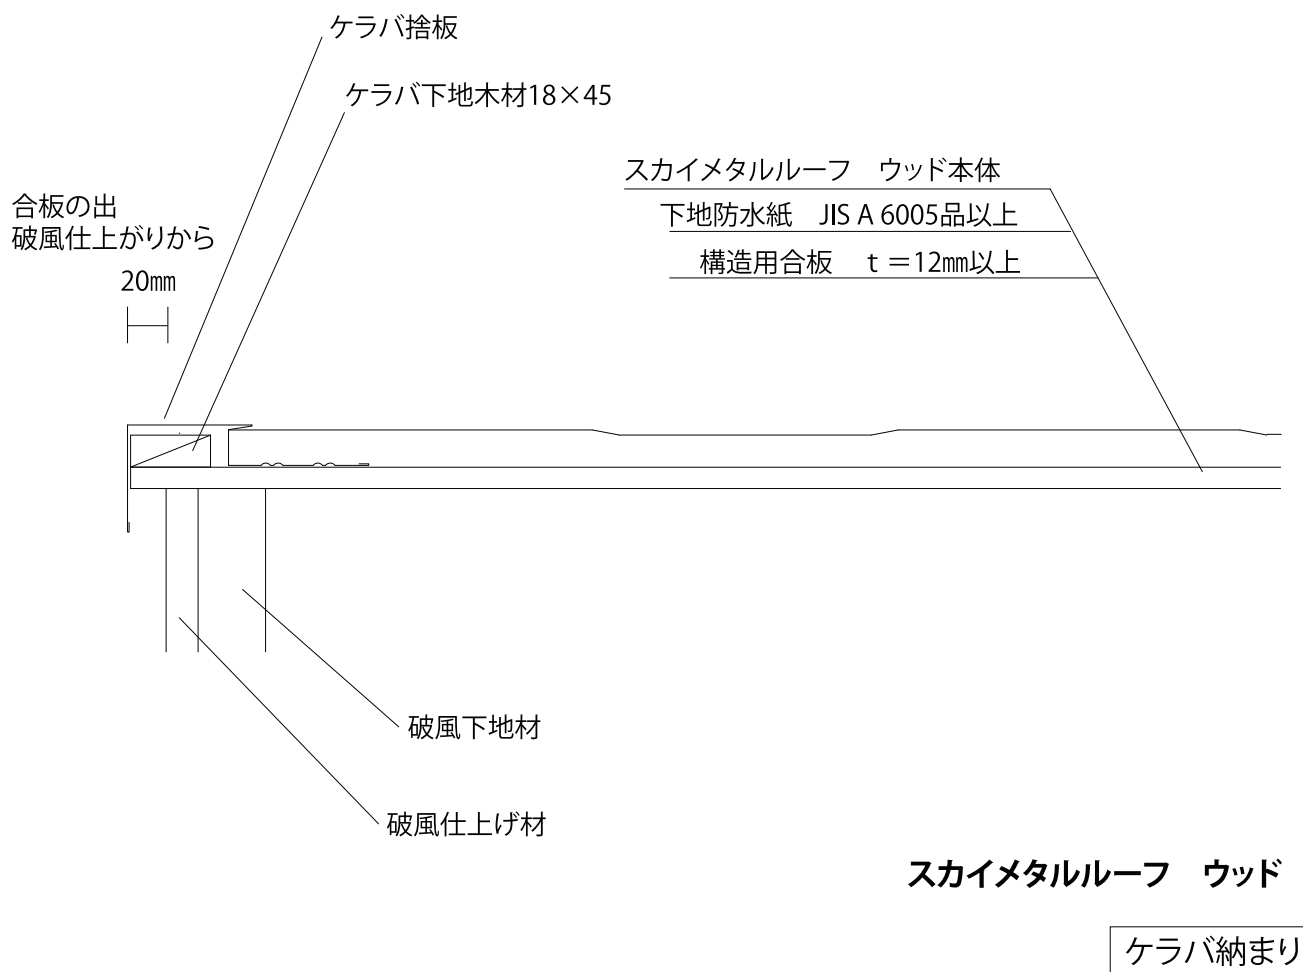 ケラバ捨板
ケラバ下地木材18×45
スカイメタルルーフ　ウッド本体
下地防水紙　JIS A 6005品以上
構造用合板　t ＝12㎜以上
合板の出
破風仕上がりから
20㎜
破風下地材
破風仕上げ材
スカイメタルルーフ　ウッド
ケラバ納まり